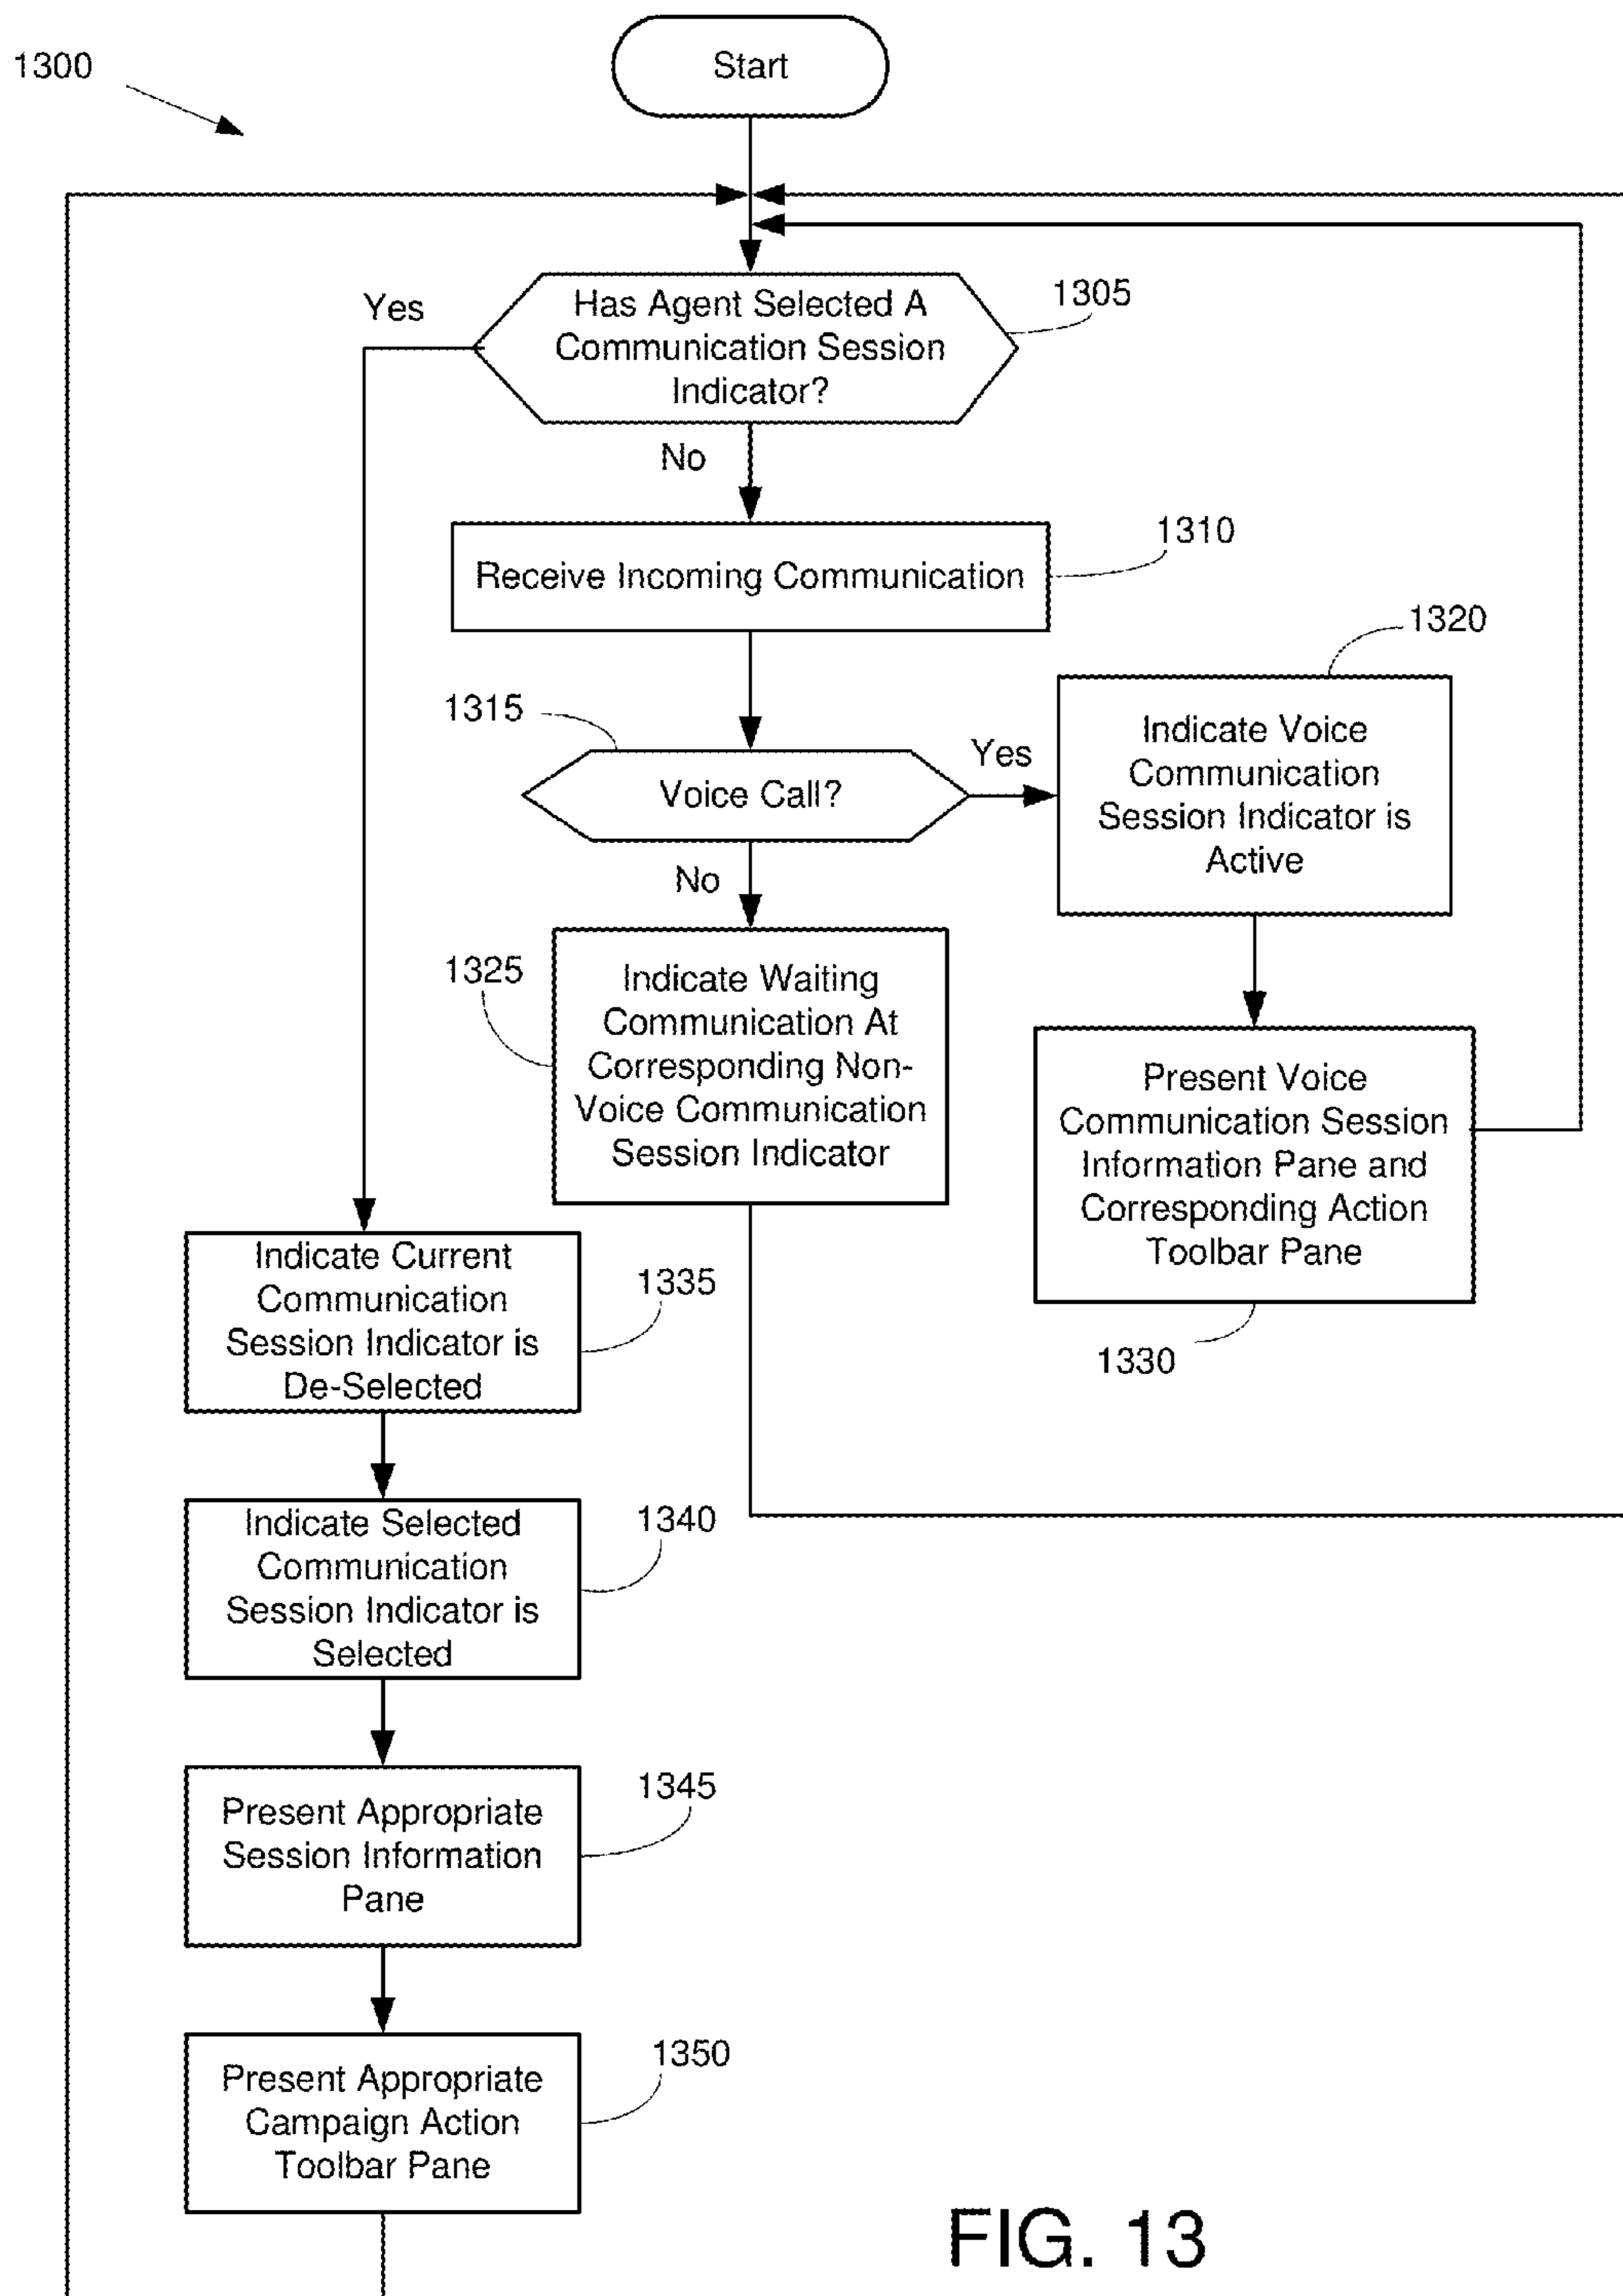 1300
Start
Yes
Has Agent Selected A
Communication Session
Indicator?
1305
No
Receive Incoming Communication
1310
1315
Voice Call?
Yes
1320
Indicate Voice
Communication
Session Indicator is
Active
No
1325
Indicate Waiting
Communication At
Corresponding Non-
Voice Communication
Session Indicator
Present Voice
Communication Session
Information Pane and
Corresponding Action
Toolbar Pane
1330
Indicate Current
Communication
Session Indicator is
De-Selected
1335
Indicate Selected
Communication
Session Indicator is
Selected
1340
Present Appropriate
Session Information
Pane
1345
Present Appropriate
Campaign Action
Toolbar Pane
1350
FIG. 13